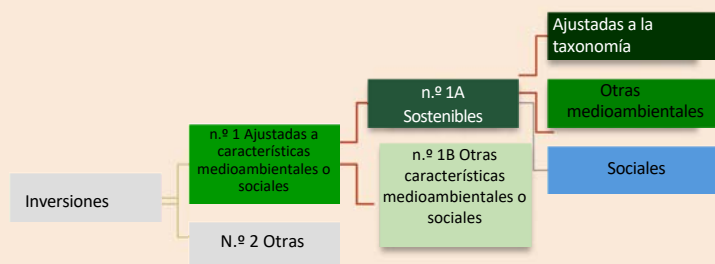 Inversiones
n.º 1 Ajustadas a
características
medioambientales o
sociales
N.º 2 Otras
n.º 1A
Sostenibles
n.º 1B Otras
características
medioambientales o
sociales
Ajustadas a la
taxonomía
Otras
medioambientales
Sociales